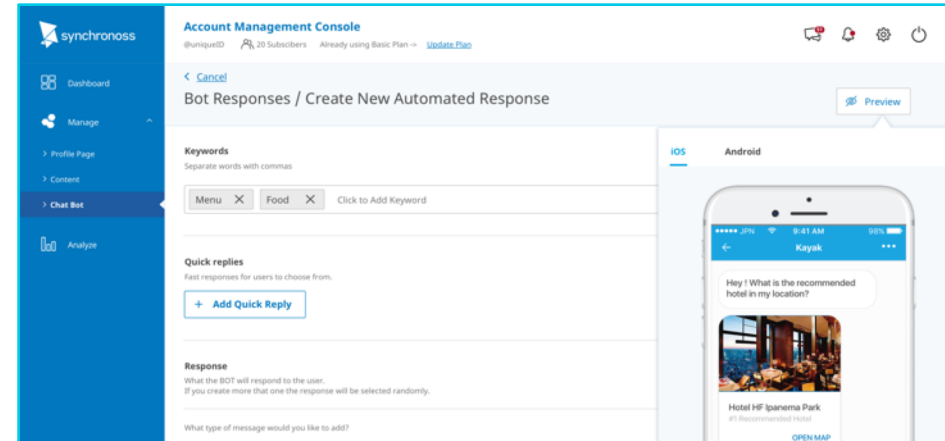 synchronoss
Account Management Console
@uniqueID 20 Subscibers Already using Basic Plan -> Update Plan
Dashboard
Manage
> Profile Page
> Content
> Chat Bot
Analyze
< Cancel
Bot Responses / Create New Automated Response
Preview
Keywords
Separate words with commas
Menu X Food X Click to Add Keyword
Quick replies
Fast responses for users to choose from.
+ Add Quick Reply
Response
What the BOT will respond to the user.
If you create more that one the response will be selected randomly.
What type of message would you like to add?
iOS Android
JPN 9:41 AM 98%
Kayak
Hey ! What is the recommended
hotel in my location?
Hotel HF Ipanema Park
#1 Recommended Hotel
OPEN MAP